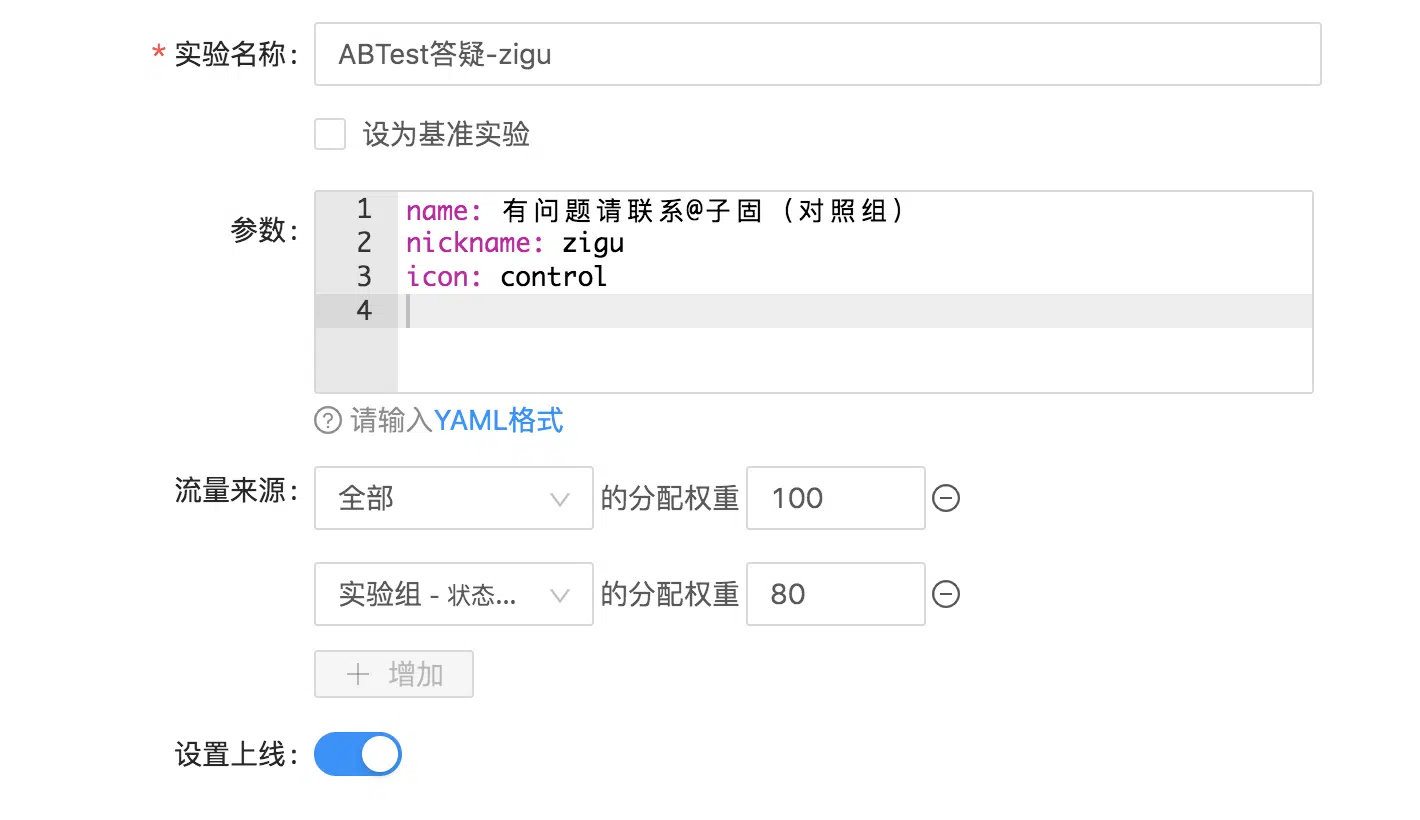 * 实验名称: ABTest答疑-zigu
设为基准实验
参数:
1 name: 有问题请联系@子固（对照组）
2 nickname: zigu
3 icon: control
4
? 请输入YAML格式
流量来源: 全部 的分配权重 100
实验组 - 状态... 的分配权重 80
+ 增加
设置上线: